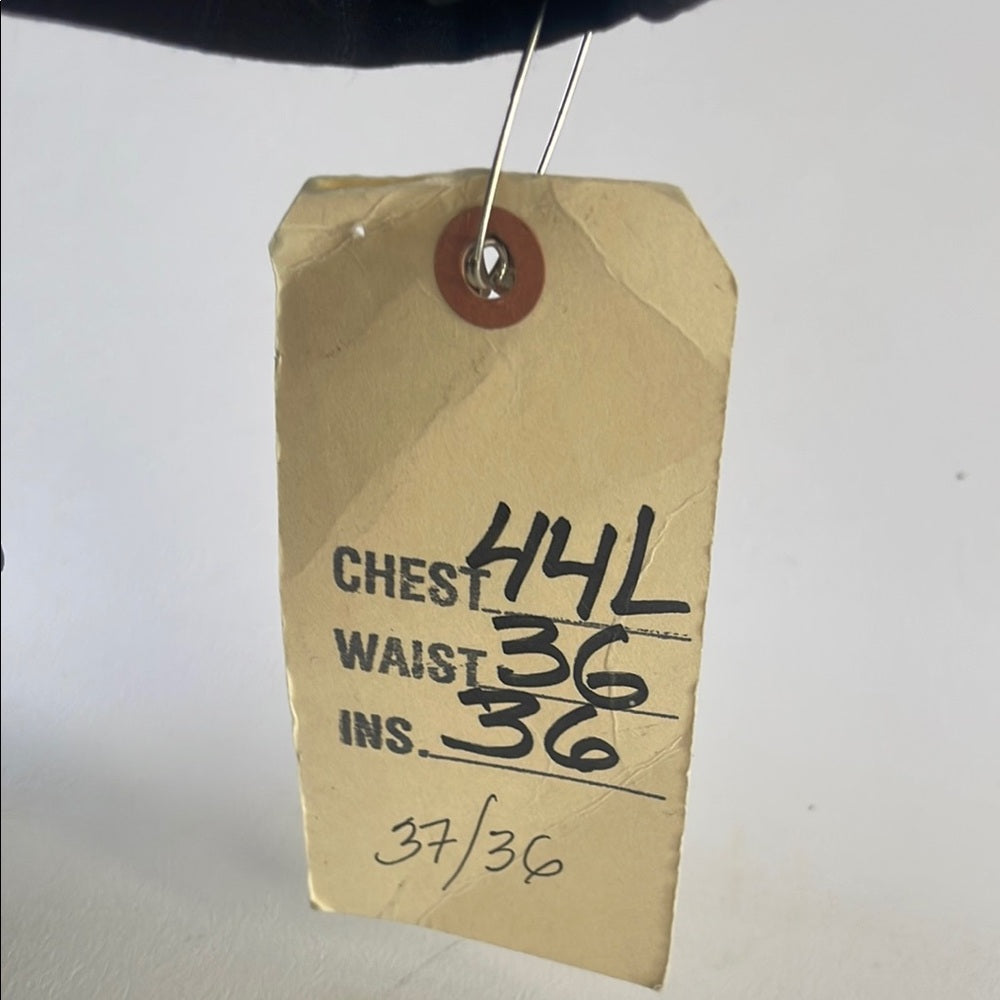 CHEST 44L
WAIST 36
INS. 36
37/36